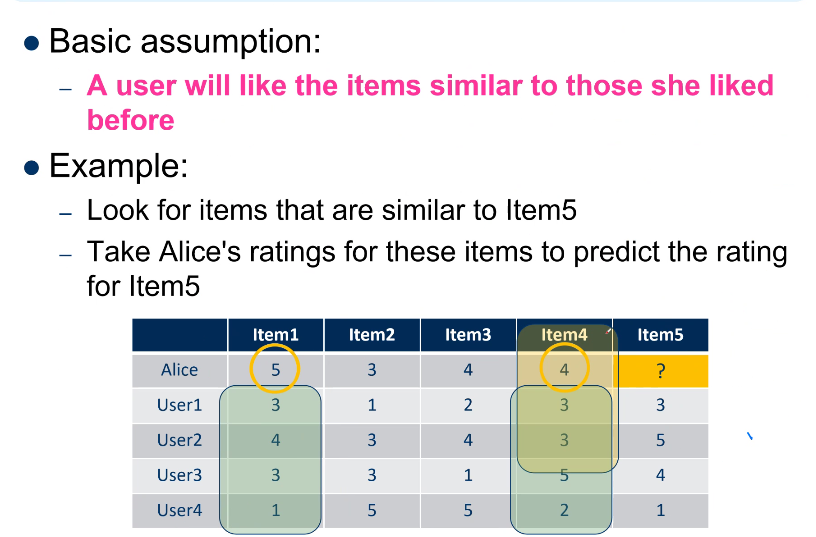 Basic assumption:
– A user will like the items similar to those she liked
before
Example:
– Look for items that are similar to Item5
– Take Alice's ratings for these items to predict the rating
for Item5
Item1 Item2 Item3 Item4 Item5
Alice 5 3 4 4 ?
User1 3 1 2 3 3
User2 4 3 4 3 5
User3 3 3 1 5 4
User4 1 5 5 2 1